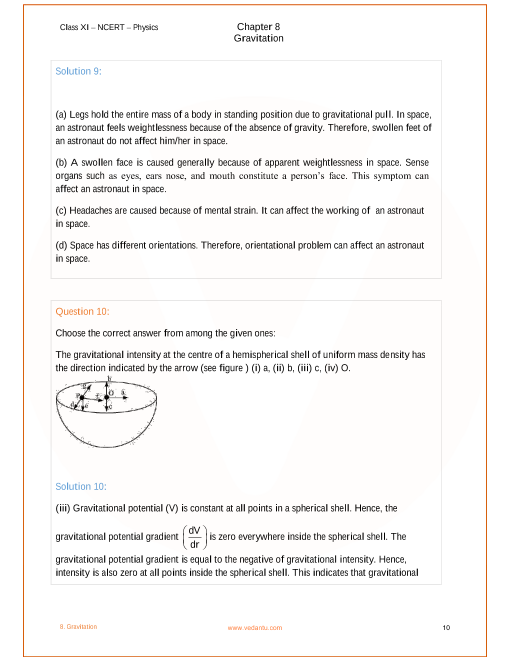 Class XI – NCERT – Physics
Chapter 8
Gravitation
Solution 9:
(a) Legs hold the entire mass of a body in standing position due to gravitational pull. In space,
an astronaut feels weightlessness because of the absence of gravity. Therefore, swollen feet of
an astronaut do not affect him/her in space.
(b) A swollen face is caused generally because of apparent weightlessness in space. Sense
organs such as eyes, ears nose, and mouth constitute a person's face. This symptom can
affect an astronaut in space.
(c) Headaches are caused because of mental strain. It can affect the working of an astronaut
in space.
(d) Space has different orientations. Therefore, orientational problem can affect an astronaut
in space.
Question 10:
Choose the correct answer from among the given ones:
The gravitational intensity at the centre of a hemispherical shell of uniform mass density has
the direction indicated by the arrow (see figure ) (i) a, (ii) b, (iii) c, (iv) O.
O
Solution 10:
(iii) Gravitational potential (V) is constant at all points in a spherical shell. Hence, the
gravitational potential gradient (dV/dr) is zero everywhere inside the spherical shell. The
gravitational potential gradient is equal to the negative of gravitational intensity. Hence,
intensity is also zero at all points inside the spherical shell. This indicates that gravitational
8. Gravitation
www.vedantu.com
10